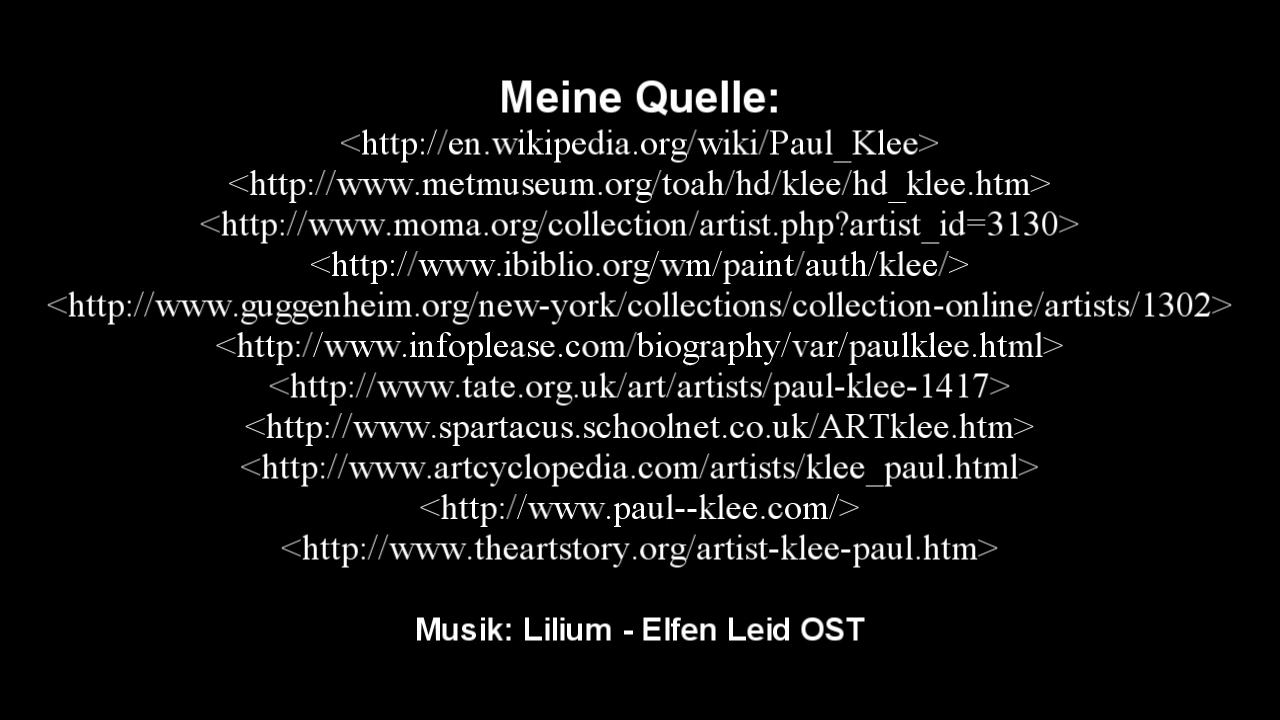 Meine Quelle:
<http://en.wikipedia.org/wiki/Paul_Klee>
<http://www.metmuseum.org/toah/hd/klee/hd_klee.htm>
<http://www.moma.org/collection/artist.php?artist_id=3130>
<http://www.ibiblio.org/wm/paint/auth/klee/>
<http://www.guggenheim.org/new-york/collections/collection-online/artists/1302>
<http://www.infoplease.com/biography/var/paulklee.html>
<http://www.tate.org.uk/art/artists/paul-klee-1417>
<http://www.spartacus.schoolnet.co.uk/ARTklee.htm>
<http://www.artcyclopedia.com/artists/klee_paul.html>
<http://www.paul--klee.com/>
<http://www.theartstory.org/artist-klee-paul.htm>
Musik: Lilium - Elfen Leid OST